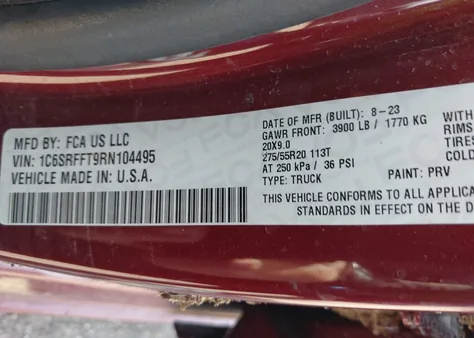 MFD BY: FCA US LLC
VIN: 1C6SRFFT9RN104495
VEHICLE MADE IN: U.S.A.
DATE OF MFR (BUILT): 8-23
GAWR FRONT: 3900 LB / 1770 KG
20X9.0
275/55R20 113T
AT 250 kPa / 36 PSI
TYPE: TRUCK PAINT: PRV
THIS VEHICLE CONFORMS TO ALL APPLICA
STANDARDS IN EFFECT ON THE D
WITH
RIMS
TIRE
COLD